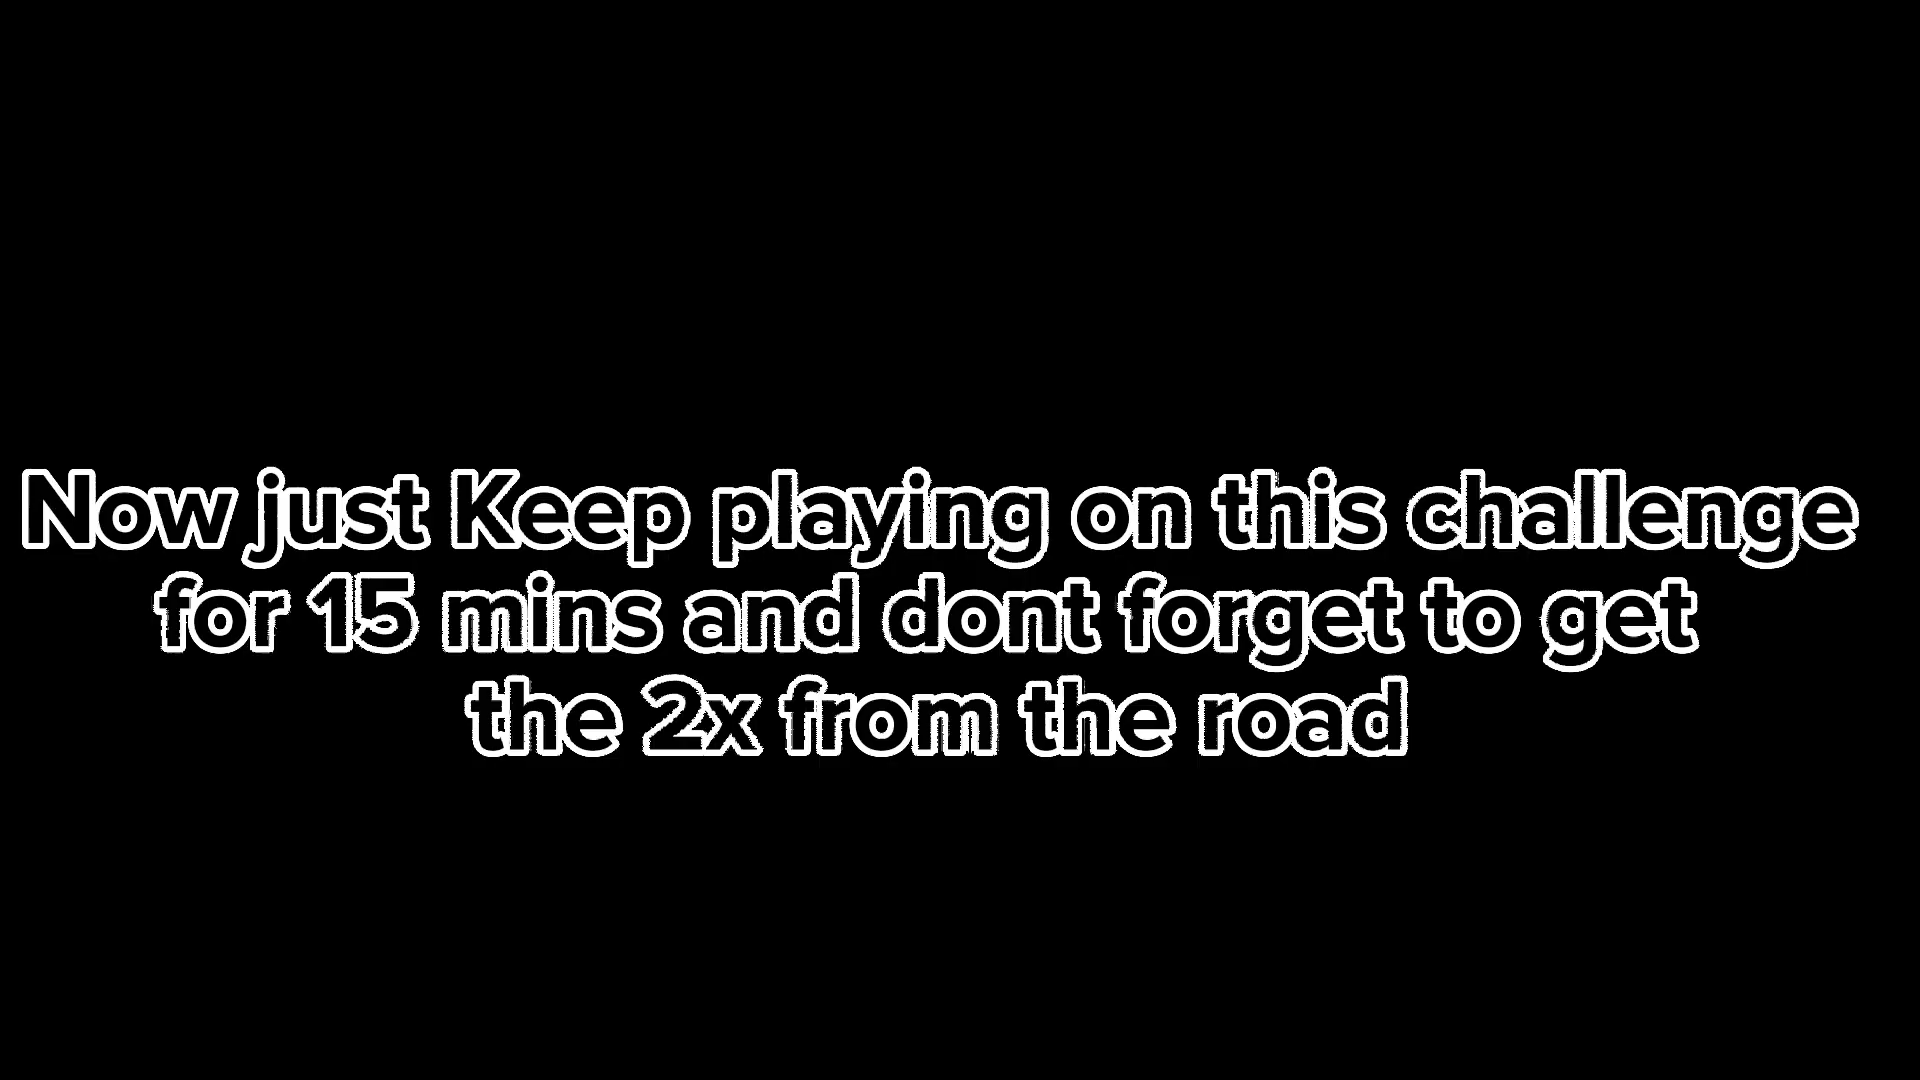 Now just Keep playing on this challenge
for 15 mins and dont forget to get
the 2x from the road